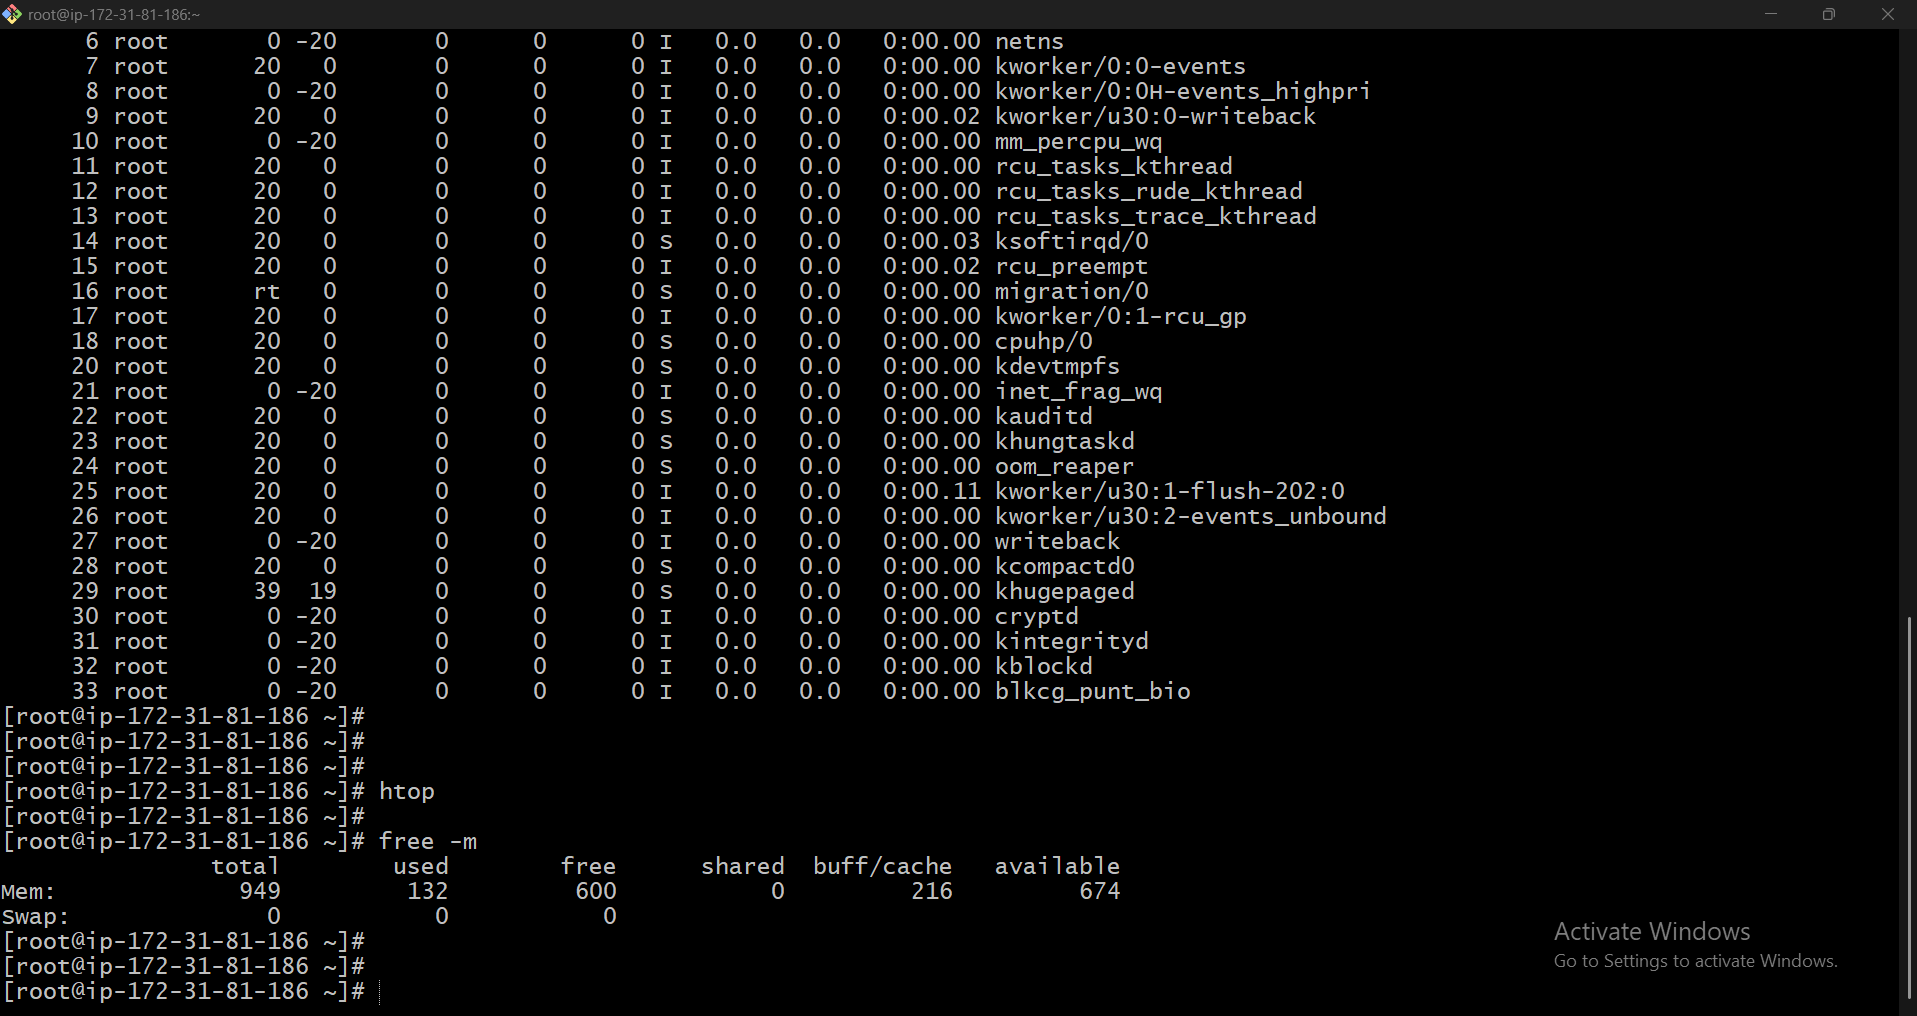 root@ip-172-31-81-186:~
6 root 0 -20 0 0 0 I 0.0 0.0 0:00.00 netns
7 root 20 0 0 0 0 I 0.0 0.0 0:00.00 kworker/0:0-events
8 root 0 -20 0 0 0 I 0.0 0.0 0:00.00 kworker/0:0H-events_highpri
9 root 20 0 0 0 0 I 0.0 0.0 0:00.02 kworker/u30:0-writeback
10 root 0 -20 0 0 0 I 0.0 0.0 0:00.00 mm_percpu_wq
11 root 20 0 0 0 0 I 0.0 0.0 0:00.00 rcu_tasks_kthread
12 root 20 0 0 0 0 I 0.0 0.0 0:00.00 rcu_tasks_rude_kthread
13 root 20 0 0 0 0 I 0.0 0.0 0:00.00 rcu_tasks_trace_kthread
14 root 20 0 0 0 0 S 0.0 0.0 0:00.03 ksoftirqd/0
15 root 20 0 0 0 0 I 0.0 0.0 0:00.02 rcu_preempt
16 root rt 0 0 0 0 S 0.0 0.0 0:00.00 migration/0
17 root 20 0 0 0 0 I 0.0 0.0 0:00.00 kworker/0:1-rcu_gp
18 root 20 0 0 0 0 S 0.0 0.0 0:00.00 cpuhp/0
20 root 20 0 0 0 0 S 0.0 0.0 0:00.00 kdevtmpfs
21 root 0 -20 0 0 0 I 0.0 0.0 0:00.00 inet_frag_wq
22 root 20 0 0 0 0 S 0.0 0.0 0:00.00 kauditd
23 root 20 0 0 0 0 S 0.0 0.0 0:00.00 khungtaskd
24 root 20 0 0 0 0 S 0.0 0.0 0:00.00 oom_reaper
25 root 20 0 0 0 0 I 0.0 0.0 0:00.11 kworker/u30:1-flush-202:0
26 root 20 0 0 0 0 I 0.0 0.0 0:00.00 kworker/u30:2-events_unbound
27 root 0 -20 0 0 0 I 0.0 0.0 0:00.00 writeback
28 root 20 0 0 0 0 S 0.0 0.0 0:00.00 kcompactd0
29 root 39 19 0 0 0 S 0.0 0.0 0:00.00 khugepaged
30 root 0 -20 0 0 0 I 0.0 0.0 0:00.00 cryptd
31 root 0 -20 0 0 0 I 0.0 0.0 0:00.00 kintegrityd
32 root 0 -20 0 0 0 I 0.0 0.0 0:00.00 kblockd
33 root 0 -20 0 0 0 I 0.0 0.0 0:00.00 blkcg_punt_bio
[root@ip-172-31-81-186 ~]#
[root@ip-172-31-81-186 ~]#
[root@ip-172-31-81-186 ~]#
[root@ip-172-31-81-186 ~]# htop
[root@ip-172-31-81-186 ~]#
[root@ip-172-31-81-186 ~]# free -m
total used free shared buff/cache available
Mem: 949 132 600 0 216 674
Swap: 0 0 0
[root@ip-172-31-81-186 ~]#
[root@ip-172-31-81-186 ~]#
[root@ip-172-31-81-186 ~]#
Activate Windows
Go to Settings to activate Windows.